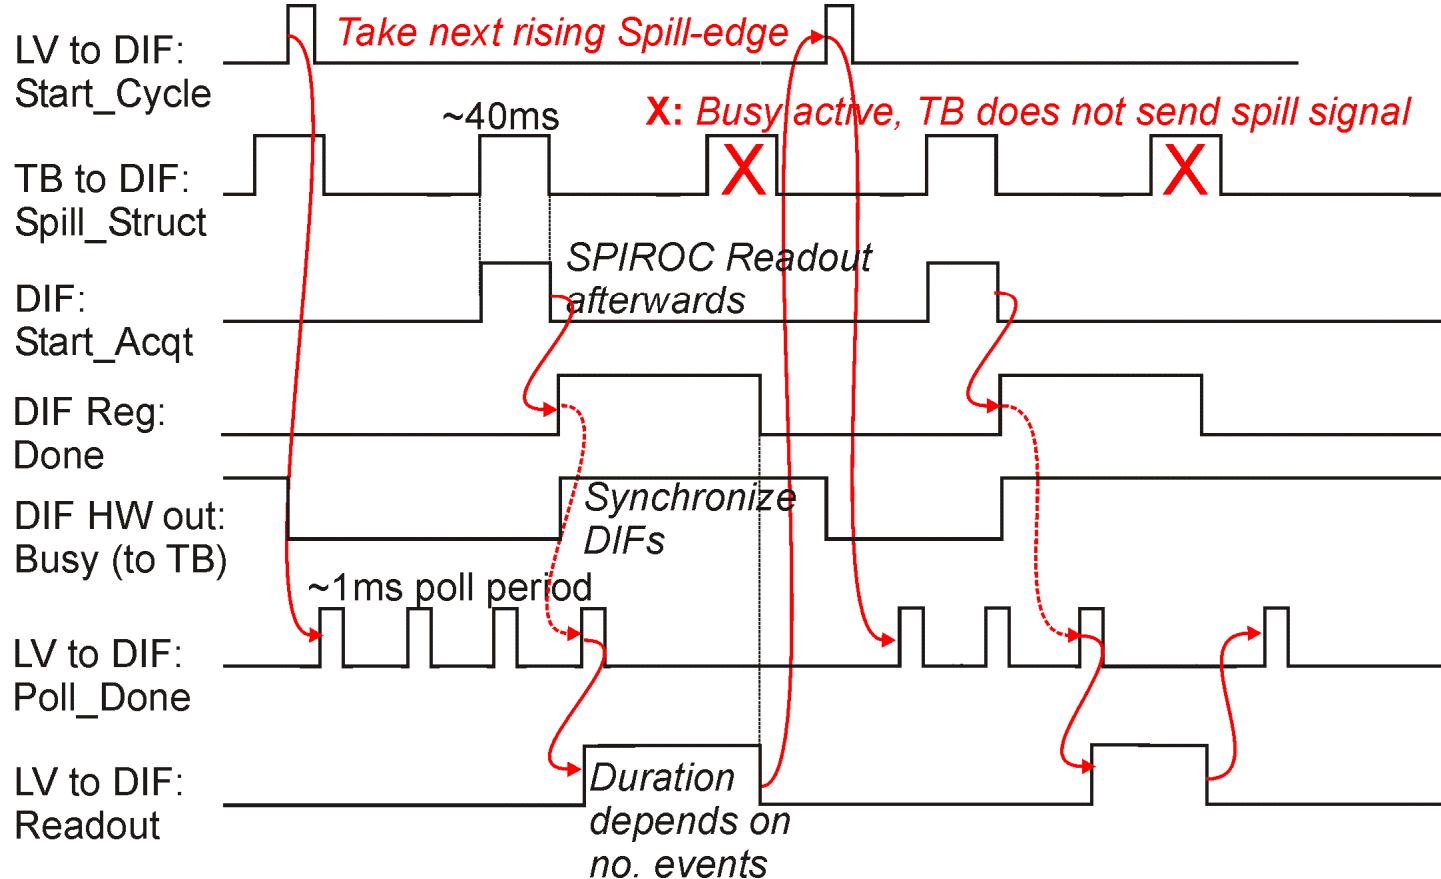 LV to DIF:
Start_Cycle
Take next rising Spill-edge
~40ms
X: Busy active, TB does not send spill signal
TB to DIF:
Spill_Struct
X
X
SPIROC Readout
afterwards
DIF:
Start_Acqt
DIF Reg:
Done
DIF HW out:
Busy (to TB)
Synchronize
DIFs
~1ms poll period
LV to DIF:
Poll_Done
LV to DIF:
Readout
Duration
depends on
no. events